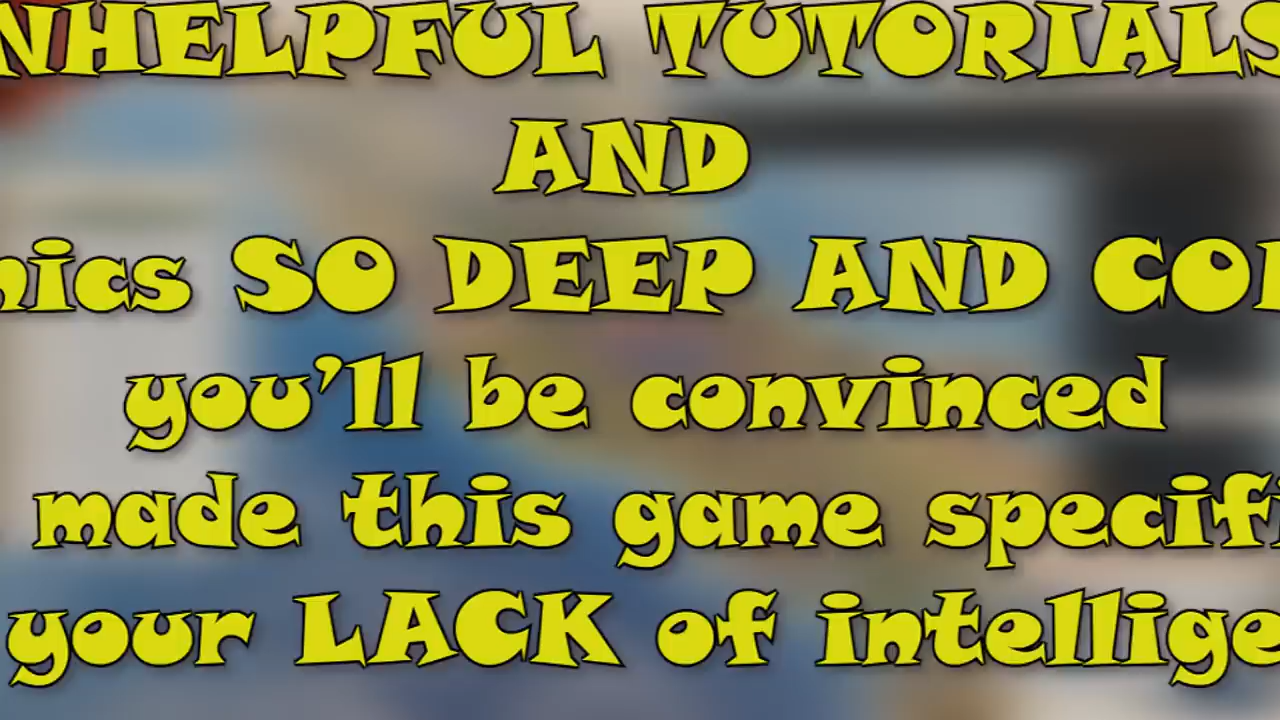 NHELPFUL TUTORIALS
AND
nics SO DEEP AND CO
you'll be convinced
made this game specifi
your LACK of intellige